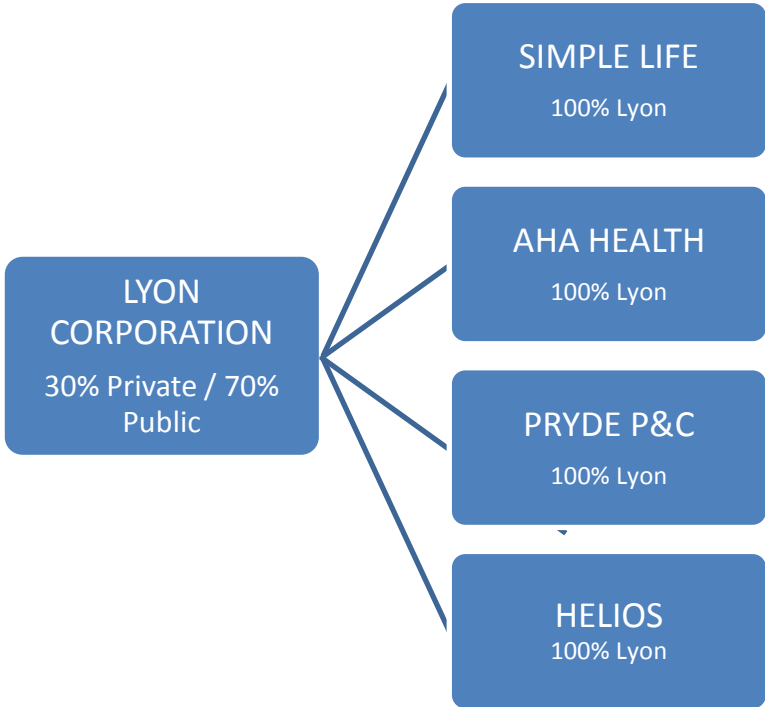 LYON
CORPORATION
30% Private / 70%
Public
SIMPLE LIFE
100% Lyon
AHA HEALTH
100% Lyon
PRYDE P&C
100% Lyon
HELIOS
100% Lyon